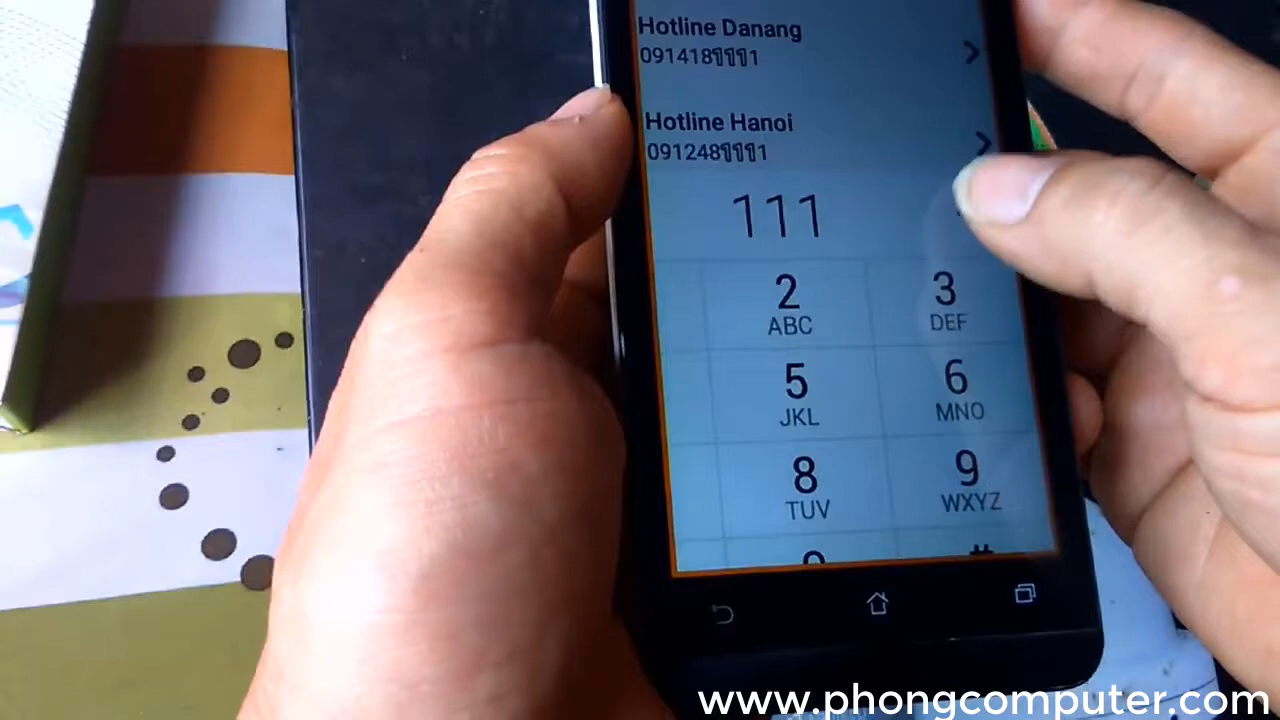 Hotline Danang
0914181111
Hotline Hanoi
0912481111
111
2 3
ABC DEF
5 6
JKL MNO
8 9
TUV WXYZ
0 #
www.phongcomputer.com